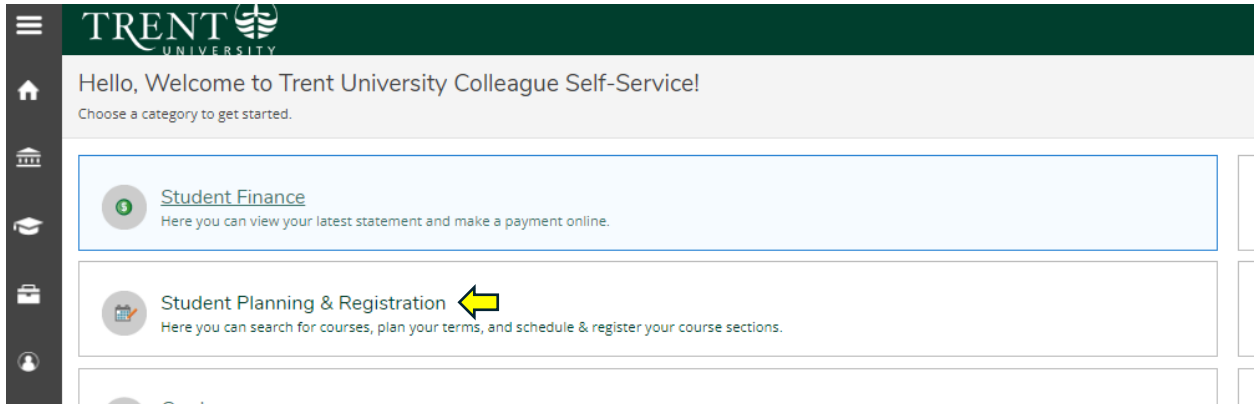 TRENT
UNIVERSITY
Hello, Welcome to Trent University Colleague Self-Service!
Choose a category to get started.
Student Finance
Here you can view your latest statement and make a payment online.
Student Planning & Registration
Here you can search for courses, plan your terms, and schedule & register your course sections.